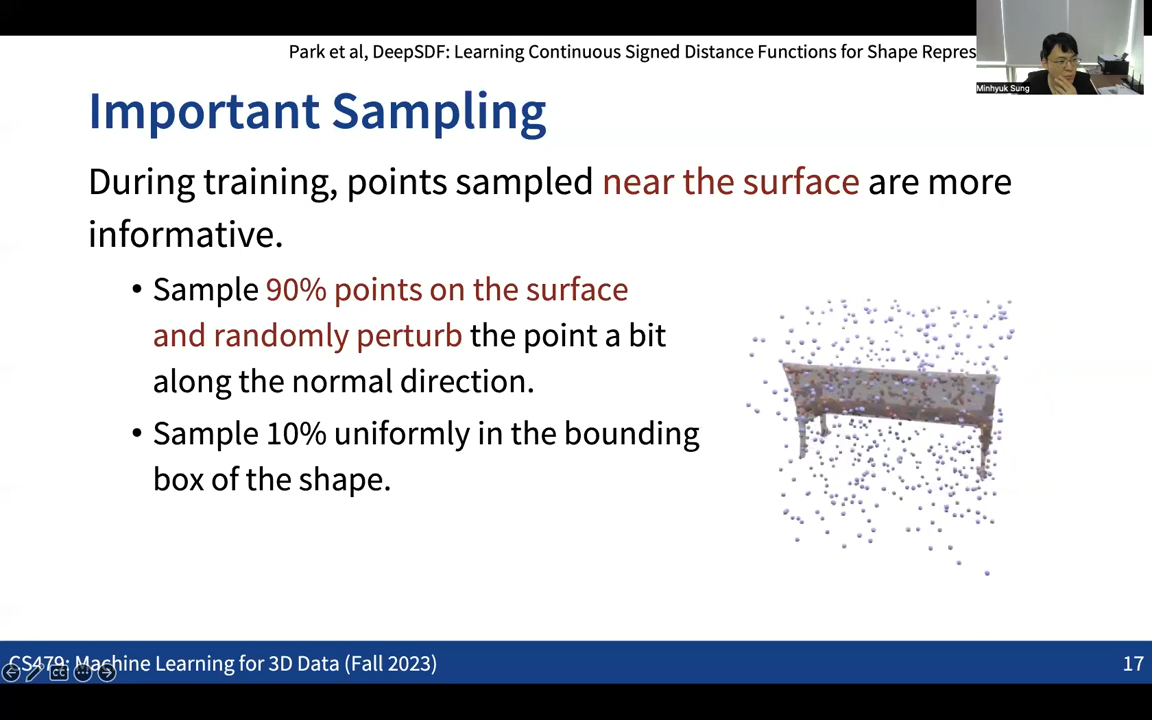 Park et al, DeepSDF: Learning Continuous Signed Distance Functions for Shape Repres
Minhyuk Sung
Important Sampling
During training, points sampled near the surface are more
informative.
• Sample 90% points on the surface
and randomly perturb the point a bit
along the normal direction.
• Sample 10% uniformly in the bounding
box of the shape.
CS479: Machine Learning for 3D Data (Fall 2023)
CC
17